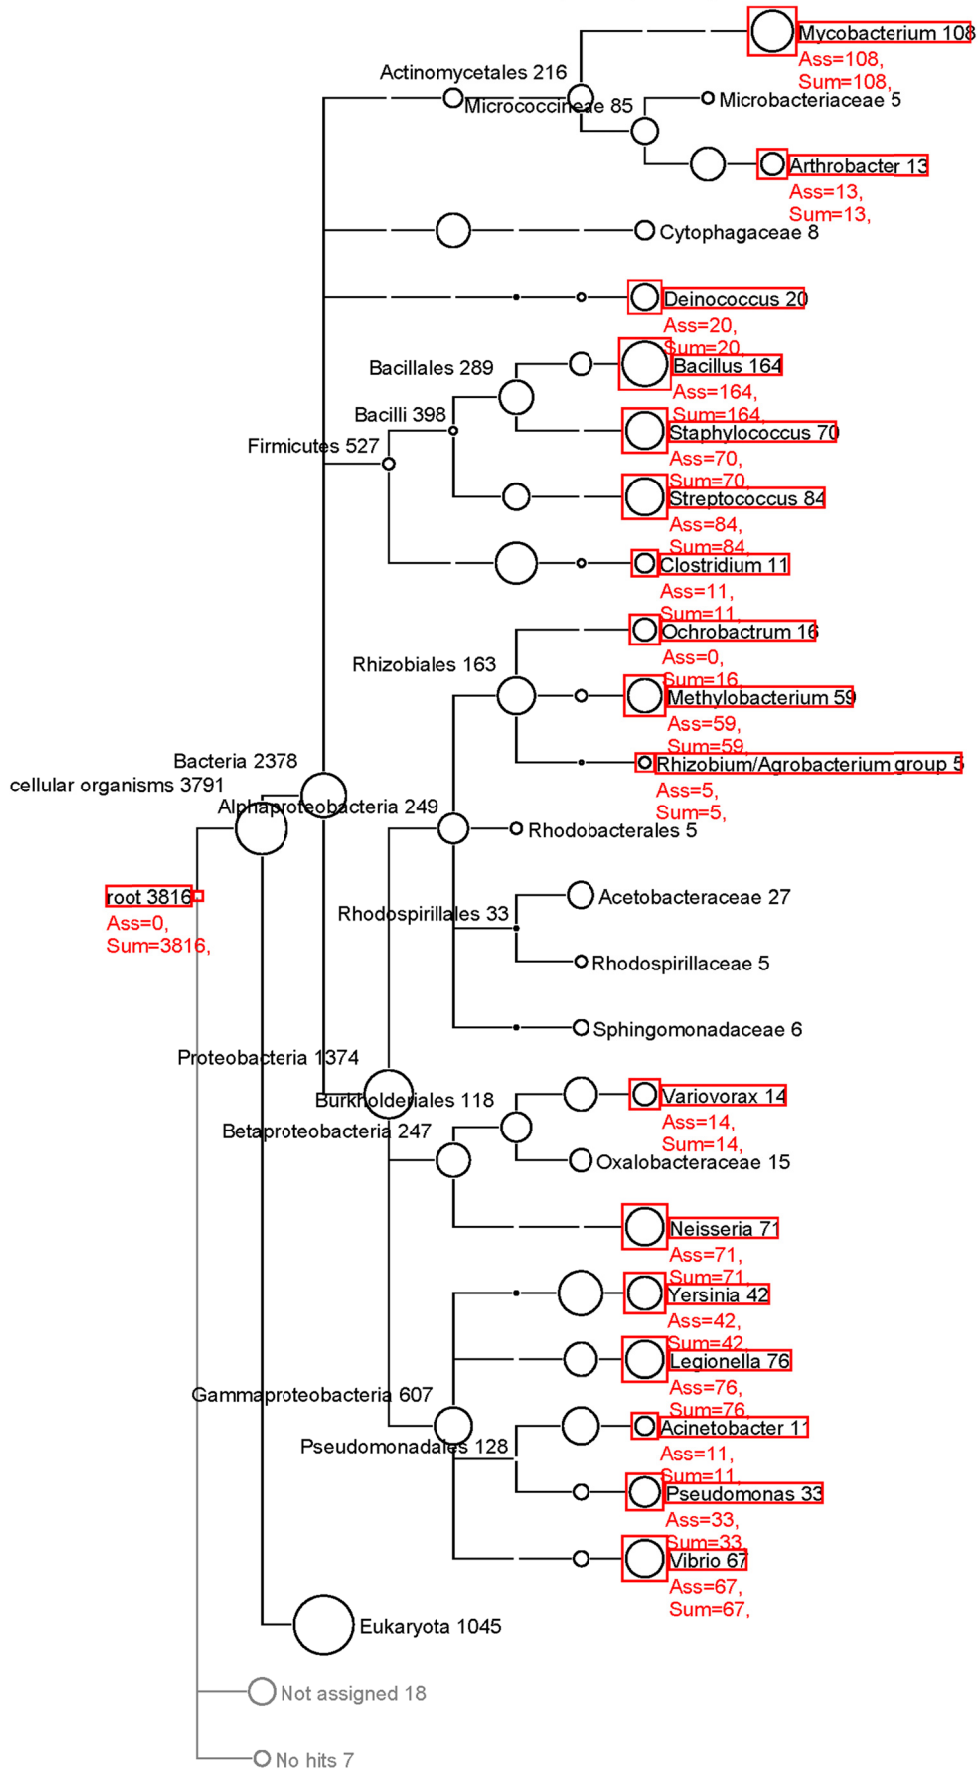 Mycobacterium 108
Ass=108,
Sum=108,
Actinomycetales 216
Micrococcineae 85
Microbacteriaceae 5
Arthrobacter 13
Ass=13,
Sum=13,
Cytophagaceae 8
Deinococcus 20
Ass=20,
Sum=20,
Bacillales 289
Bacillus 164
Ass=164,
Sum=164,
Bacilli 398
Staphylococcus 70
Firmicutes 527
Ass=70,
Sum=70,
Streptococcus 84
Ass=84,
Sum=84,
Clostridium 11
Ass=11,
Sum=11,
Ochrobactrum 16
Ass=0,
Sum=16,
Rhizobiales 163
Methylobacterium 59
Ass=59,
Sum=59,
Bacteria 2378
Rhizobium/Agrobacterium group 5
cellular organisms 3791
Ass=5,
Sum=5,
Alphaproteobacteria 249
Rhodobacterales 5
root 3816
Ass=0,
Sum=3816,
Acetobacteraceae 27
Rhodospirillales 33
Rhodospirillaceae 5
Sphingomonadaceae 6
Proteobacteria 1374
Burkholderiales 118
Variovorax 14
Ass=14,
Sum=14,
Betaproteobacteria 247
Oxalobacteraceae 15
Neisseria 71
Ass=71,
Sum=71,
Yersinia 42
Ass=42,
Sum=42,
Legionella 76
Ass=76,
Sum=76,
Gammaproteobacteria 607
Acinetobacter 11
Ass=11,
Sum=11,
Pseudomonadales 128
Pseudomonas 33
Ass=33,
Sum=33,
Vibrio 67
Ass=67,
Sum=67,
Eukaryota 1045
Not assigned 18
No hits 7